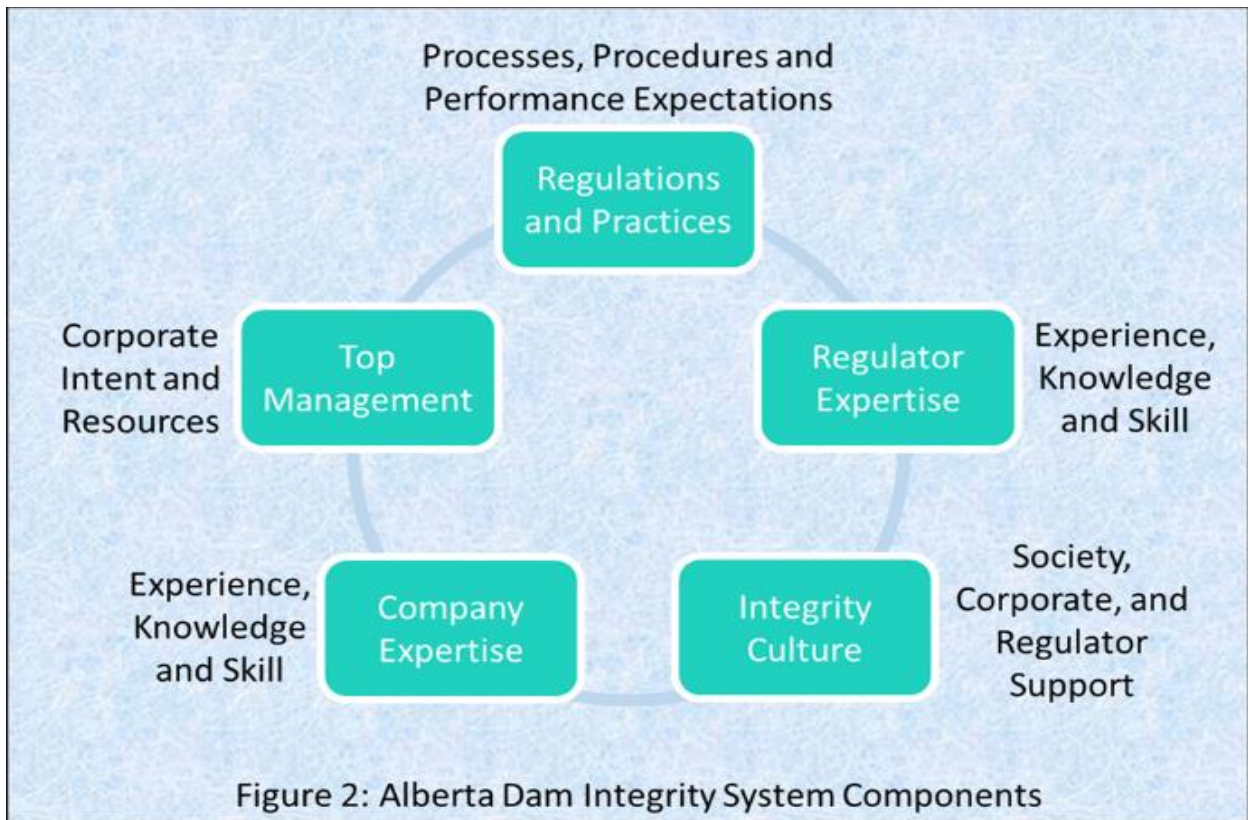 Processes, Procedures and
Performance Expectations
Regulations
and Practices
Corporate
Intent and
Resources
Top
Management
Regulator
Expertise
Experience,
Knowledge
and Skill
Experience,
Knowledge
and Skill
Company
Expertise
Integrity
Culture
Society,
Corporate, and
Regulator
Support
Figure 2: Alberta Dam Integrity System Components